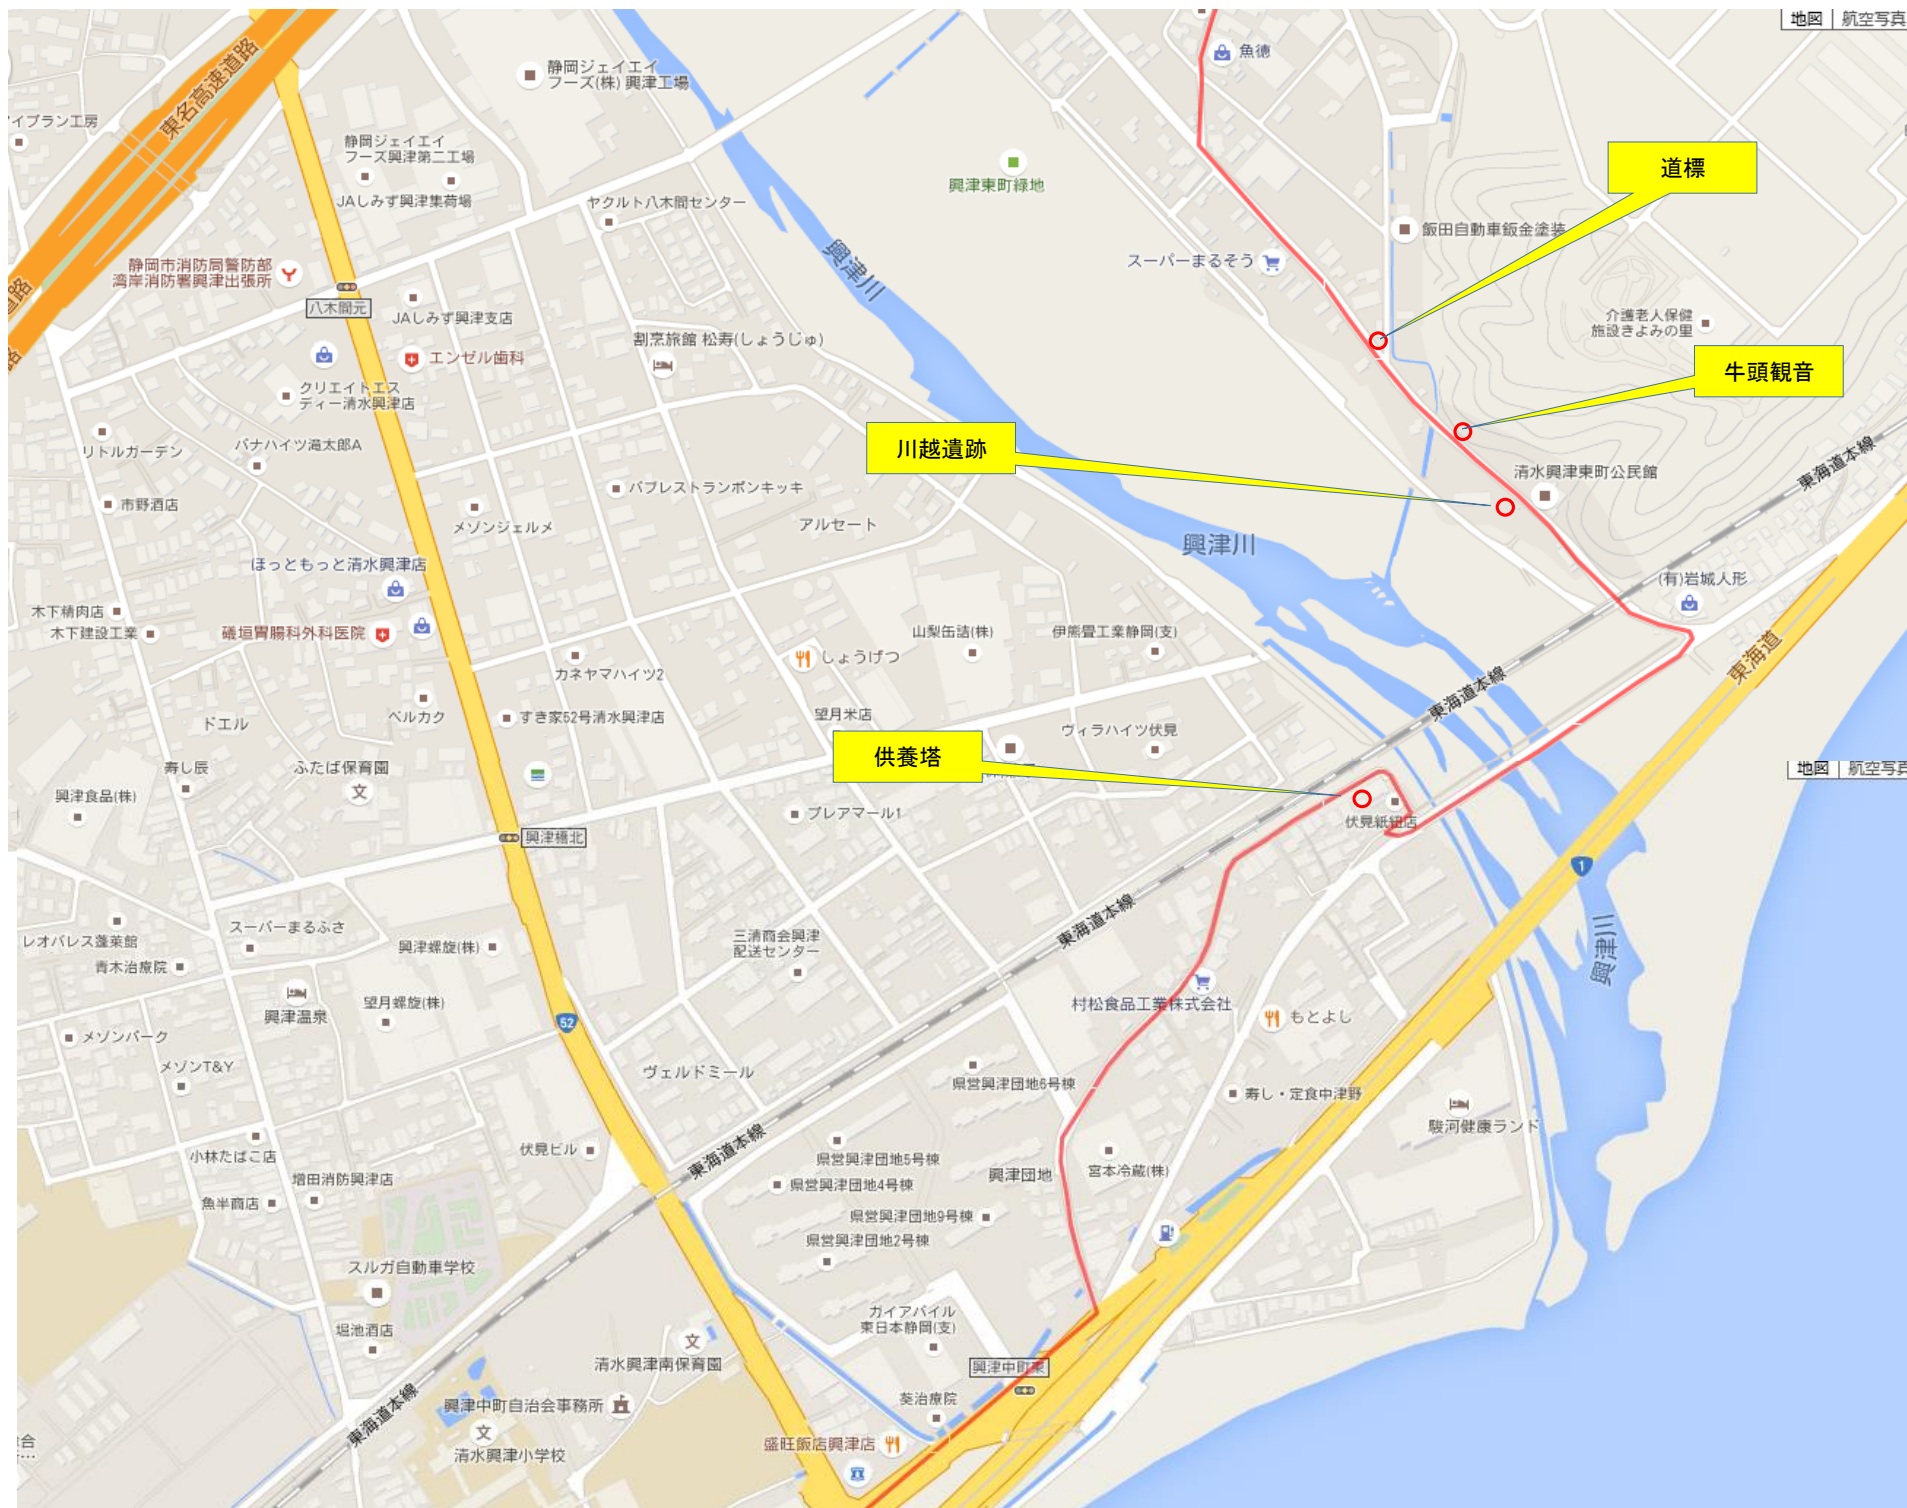 地図 航空写真
魚徳
東名高速道路
静岡ジェイエイ
フーズ(株) 興津工場
イブラン工房
静岡ジェイエイ
フーズ興津第二工場
JAしみず興津集荷場
興津東町緑地
道標
ヤクルト八木間センター
飯田自動車鈑金塗装
スーパーまるそう
興津川
静岡市消防局警防部
湾岸消防署興津出張所
八木間元
JAしみず興津支店
介護老人保健
施設きよみの里
割烹旅館 松寿(しょうじゅ)
エンゼル歯科
牛頭観音
クリエイトエス
ディー清水興津店
川越遺跡
リトルガーデン
バナハイツ滝太郎A
東海道本線
清水興津東町公民館
パブレストランボンキッキ
市野酒店
メゾンジェルメ
アルセート
興津川
ほっともっと清水興津店
(有)岩城人形
木下精肉店
木下建設工業
磯垣胃腸科外科医院
山梨缶詰(株)
伊熊畳工業静岡(支)
しょうげつ
東海道
カネヤマハイツ2
東海道本線
ベルカク
すき家52号清水興津店
望月米店
ドエル
ヴィラハイツ伏見
供養塔
寿し辰
ふたば保育園
地図 航空写真
興津食品(株)
ブレアマール1
伏見紙紐店
興津橋北
1
東海道本線
スーパーまるふさ
レオパレス蓬莱館
興津螺旋(株)
三清商会興津
配送センター
興津川
青木治療院
望月螺旋(株)
村松食品工業株式会社
興津温泉
もとよし
52
メゾンパーク
メゾンT&Y
ヴェルドミール
県営興津団地6号棟
寿し・定食中津野
駿河健康ランド
東海道本線
伏見ビル
小林たばこ店
県営興津団地5号棟
興津団地
宮本冷蔵(株)
増田消防興津店
県営興津団地4号棟
魚半商店
県営興津団地9号棟
県営興津団地2号棟
スルガ自動車学校
ガイアパイル
東日本静岡(支)
堀池酒店
清水興津南保育園
興津中町東
東海道本線
興津中町自治会事務所
葵治療院
盛旺飯店興津店
清水興津小学校